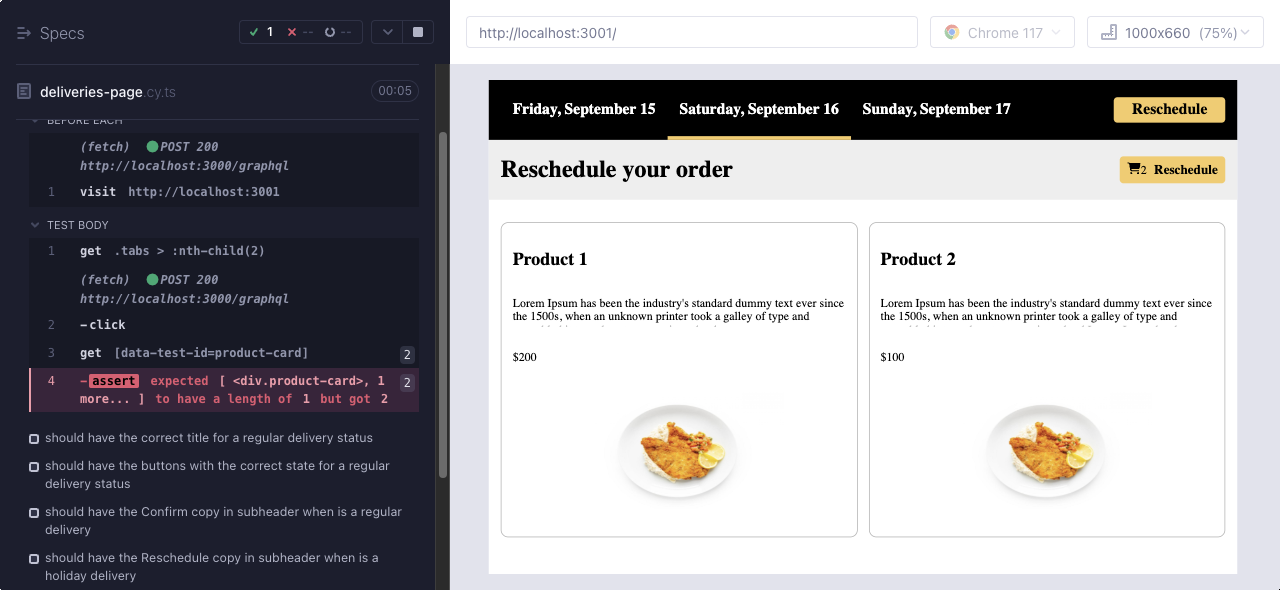 Specs
1
--
--
deliveries-page.cy.ts
00:05
BEFORE EACH
(fetch) POST 200
http://localhost:3000/graphql
1 visit http://localhost:3001
TEST BODY
1 get .tabs > :nth-child(2)
(fetch) POST 200
http://localhost:3000/graphql
2 -click
3 get [data-test-id=product-card] 2
4 -assert expected [ <div.product-card>, 1 2
more... ] to have a length of 1 but got 2
should have the correct title for a regular delivery status
should have the buttons with the correct state for a regular
delivery status
should have the Confirm copy in subheader when is a regular
delivery
should have the Reschedule copy in subheader when is a
holiday delivery
http://localhost:3001/
Chrome 117
1000x660 (75%)
Friday, September 15 Saturday, September 16 Sunday, September 17 Reschedule
Reschedule your order
2 Reschedule
Product 1
Lorem Ipsum has been the industry's standard dummy text ever since
the 1500s, when an unknown printer took a galley of type and
$200
Product 2
Lorem Ipsum has been the industry's standard dummy text ever since
the 1500s, when an unknown printer took a galley of type and
$100